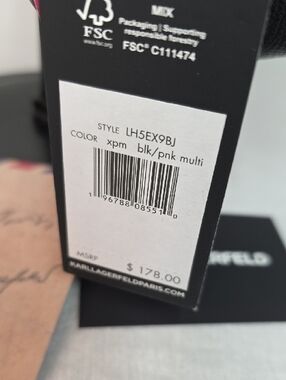 MIX
Packaging | Supporting
responsible forestry
FSC
www.fsc.org
FSC® C111474
STYLE LH5EX9BJ
COLOR xpm blk/pnk multi
1 96788 08551 0
MSRP $ 178.00
KARLLAGERFELDPARIS.COM
RFELD